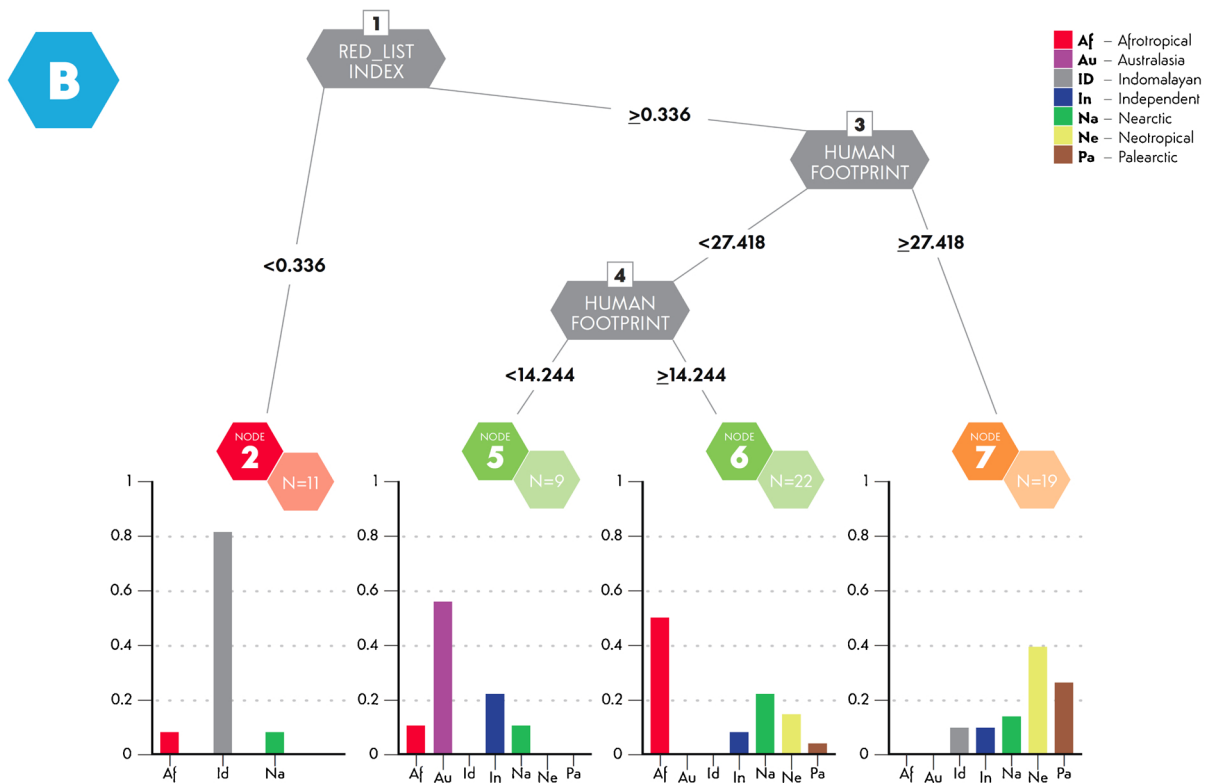 B
1
RED_LIST
INDEX
≥0.336
<0.336
3
HUMAN
FOOTPRINT
<27.418
≥27.418
4
HUMAN
FOOTPRINT
<14.244
≥14.244
Af – Afrotropical
Au – Australasia
ID – Indomalayan
In – Independent
Na – Nearctic
Ne – Neotropical
Pa – Palearctic
NODE
2
N=11
1
0.8
0.6
0.4
0.2
0
Af Id Na
NODE
5
N=9
1
0.8
0.6
0.4
0.2
0
Af Au Id In Na Ne Pa
NODE
6
N=22
1
0.8
0.6
0.4
0.2
0
Af Au Id In Na Ne Pa
NODE
7
N=19
1
0.8
0.6
0.4
0.2
0
Af Au Id In Na Ne Pa